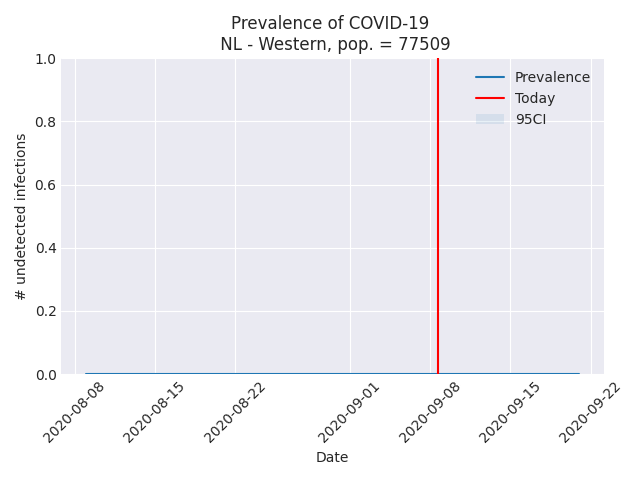 Prevalence of COVID-19
NL - Western, pop. = 77509
1.0
0.8
0.6
0.4
0.2
0.0
# undetected infections
Prevalence
Today
95CI
2020-08-08
2020-08-15
2020-08-22
2020-09-01
2020-09-08
2020-09-15
2020-09-22
Date